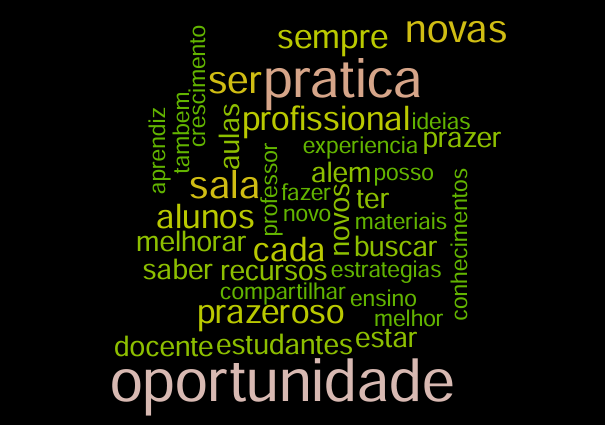 sempre novas
ser pratica
crescimento
profissional ideias
aprendiz tambem aulas experiencia prazer
professor alem posso
sala fazer ter
alunos novo novos materiais
melhorar cada buscar
conhecimentos
saber recursos estrategias
compartilhar ensino
prazeroso melhor
docente estudantes estar
oportunidade